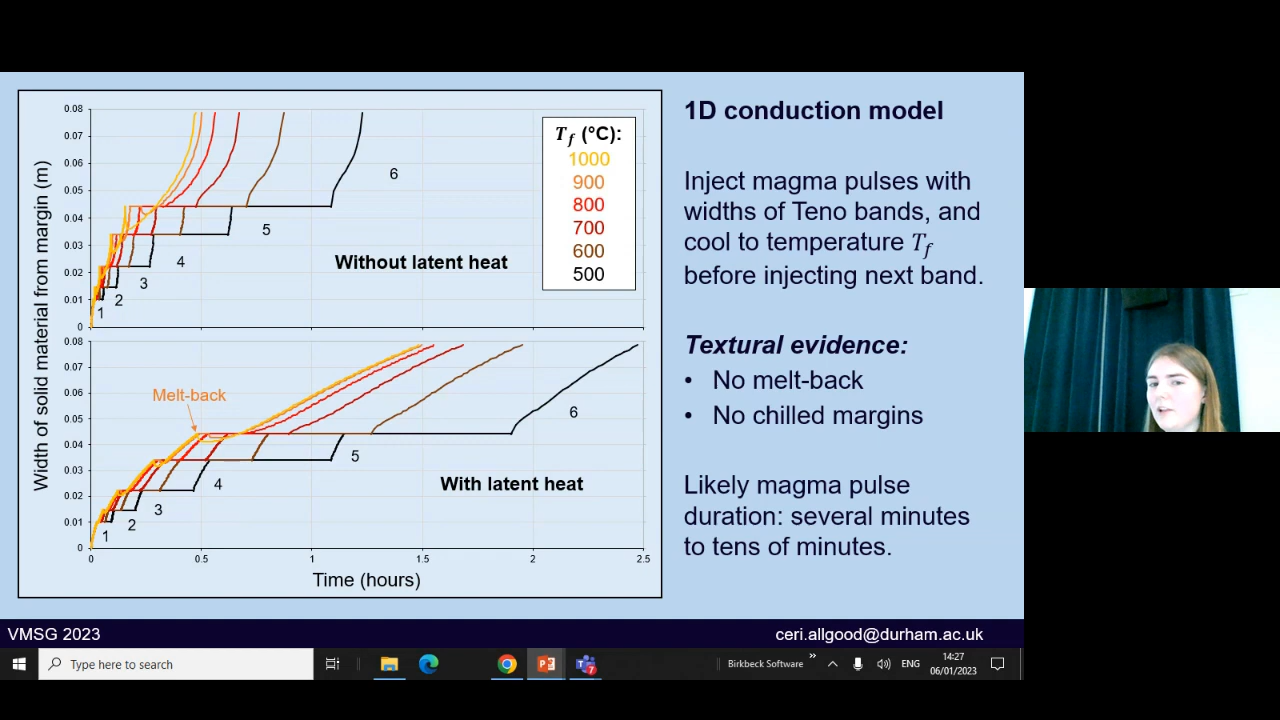 0.08
0.07
0.06
0.05
0.04
0.03
0.02
0.01
0
1
2
3
4
5
6
Without latent heat
T_f (°C):
1000
900
800
700
600
500
0.08
0.07
0.06
0.05
0.04
0.03
0.02
0.01
0
Melt-back
1
2
3
4
5
6
With latent heat
0 0.5 1 1.5 2 2.5
Time (hours)
Width of solid material from margin (m)
1D conduction model
Inject magma pulses with
widths of Teno bands, and
cool to temperature T_f
before injecting next band.
Textural evidence:
• No melt-back
• No chilled margins
Likely magma pulse
duration: several minutes
to tens of minutes.
VMSG 2023
ceri.allgood@durham.ac.uk
Type here to search
Birkbeck Software
ENG
14:27
06/01/2023
7